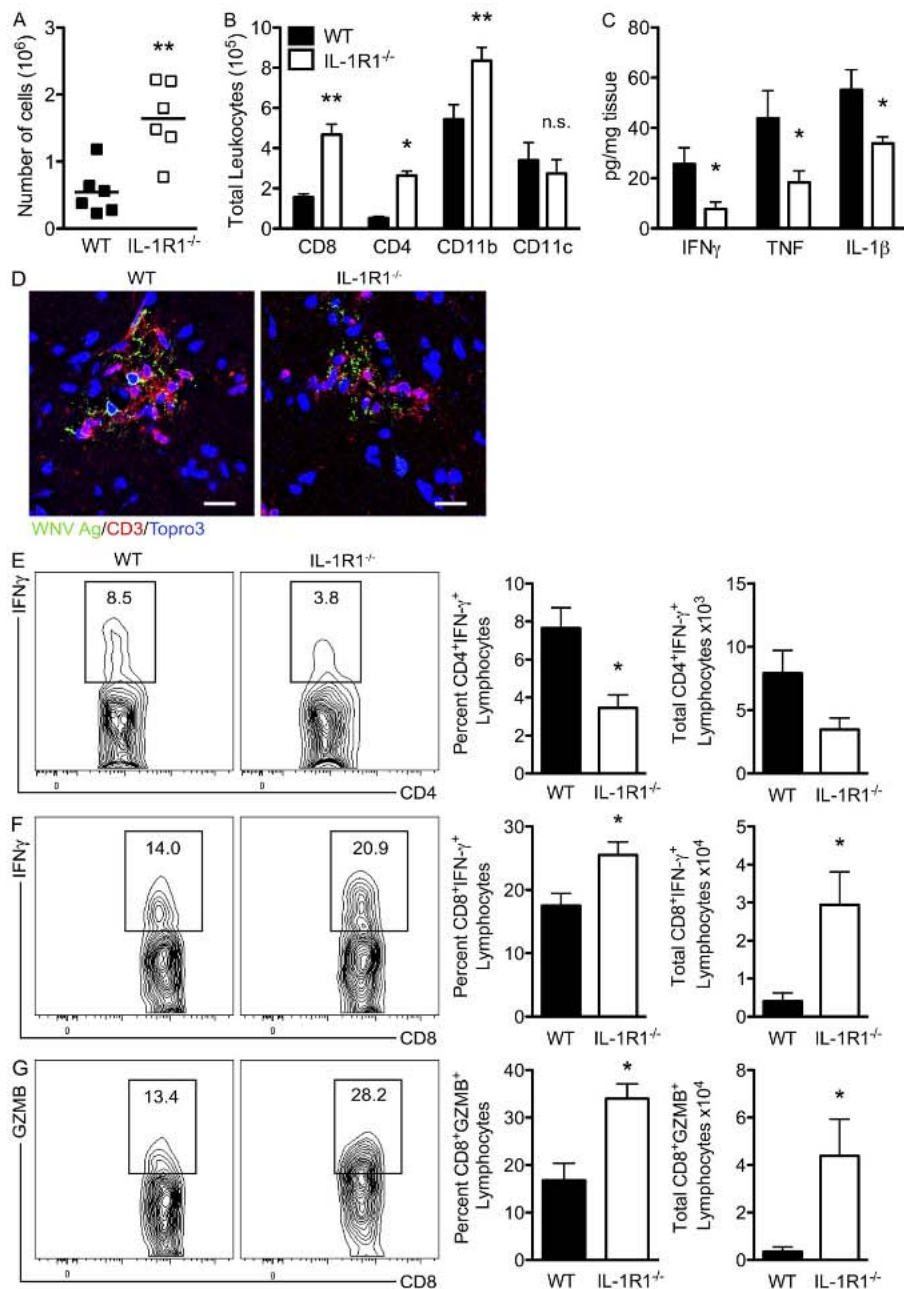 A
Number of cells (10⁶)
3
2
1
0
**
WT IL-1R1⁻/⁻
B
Total Leukocytes (10⁵)
10
8
6
4
2
0
WT
IL-1R1⁻/⁻
**
*
**
n.s.
CD8 CD4 CD11b CD11c
C
pg/mg tissue
80
60
40
20
0
*
*
*
IFNγ TNF IL-1β
D
WT IL-1R1⁻/⁻
WNV Ag/CD3/Topro3
E
WT IL-1R1⁻/⁻
IFNγ
8.5
3.8
0
0
CD4
Percent CD4⁺IFN-γ⁺
Lymphocytes
10
8
6
4
2
0
*
WT IL-1R1⁻/⁻
Total CD4⁺IFN-γ⁺
Lymphocytes x10³
15
10
5
0
WT IL-1R1⁻/⁻
F
IFNγ
14.0
20.9
0
0
CD8
Percent CD8⁺IFN-γ⁺
Lymphocytes
30
20
10
0
*
WT IL-1R1⁻/⁻
Total CD8⁺IFN-γ⁺
Lymphocytes x10⁴
5
4
3
2
1
0
*
WT IL-1R1⁻/⁻
G
GZMB
13.4
28.2
0
0
CD8
Percent CD8⁺GZMB⁺
Lymphocytes
40
30
20
10
0
*
WT IL-1R1⁻/⁻
Total CD8⁺GZMB⁺
Lymphocytes x10⁴
8
6
4
2
0
*
WT IL-1R1⁻/⁻